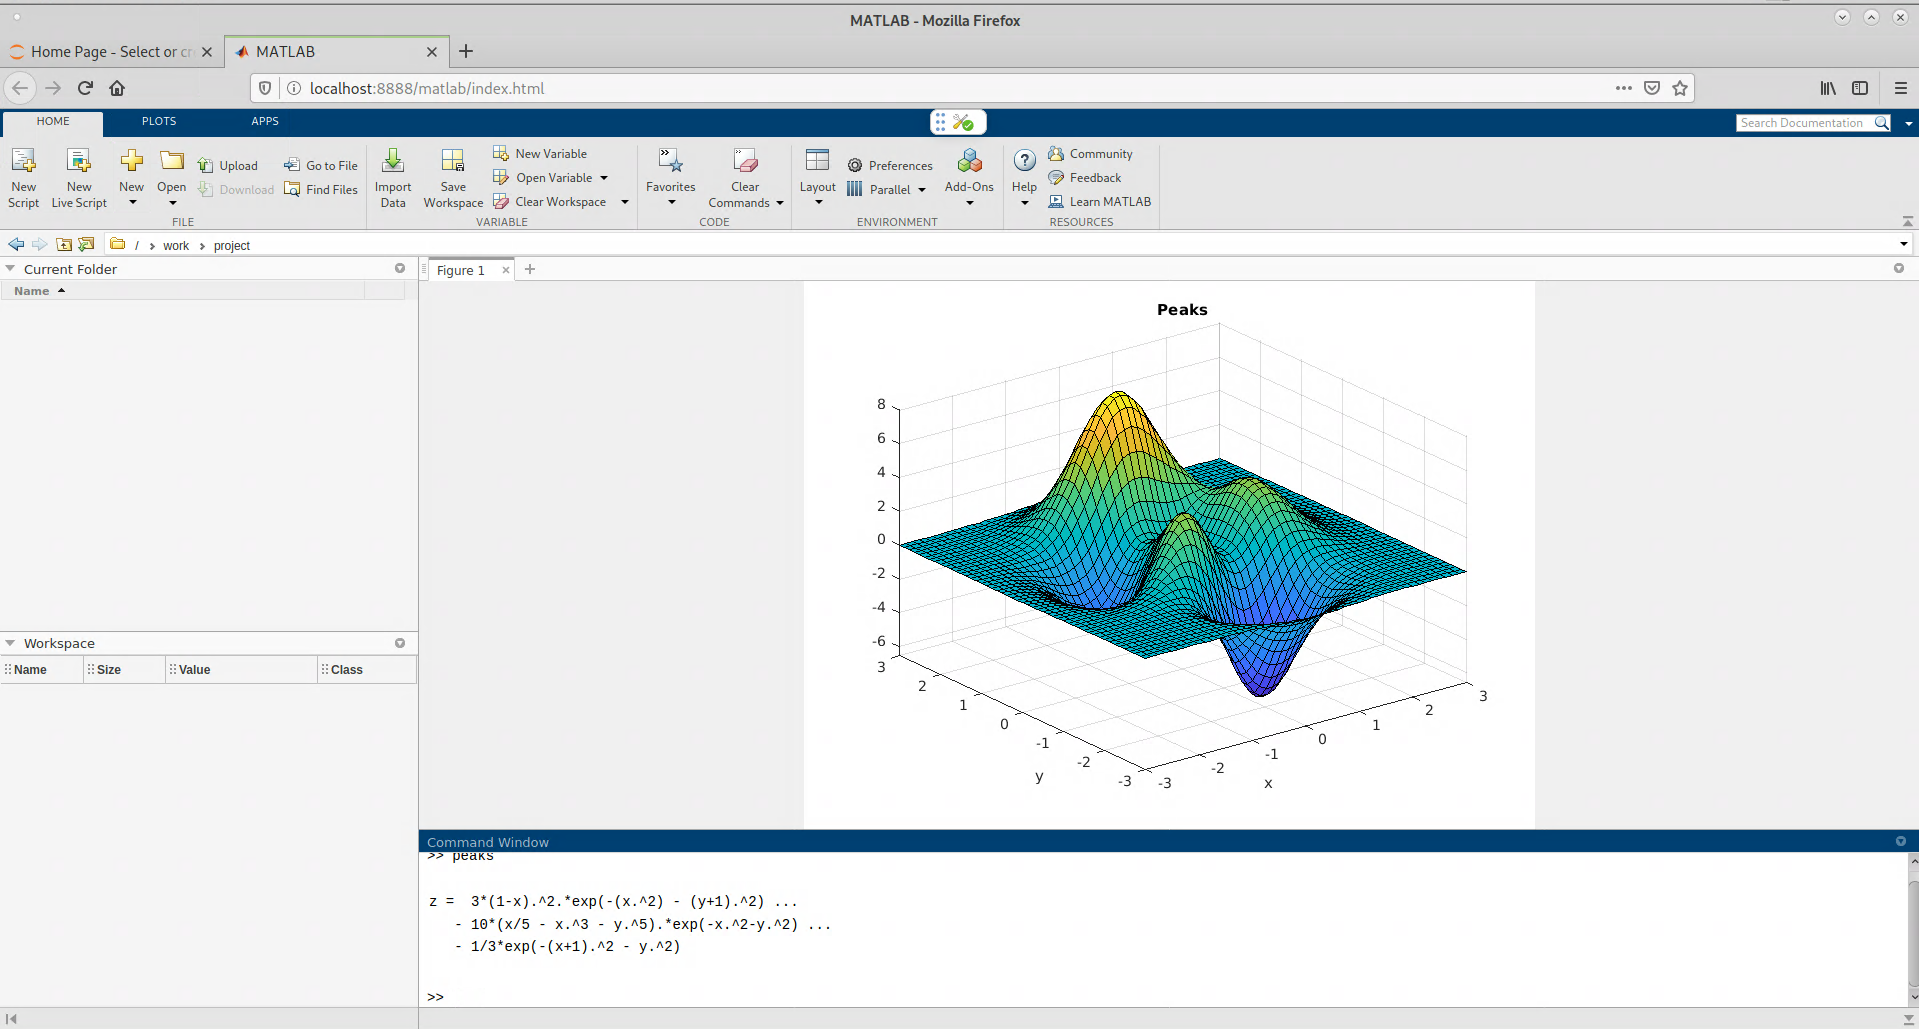 MATLAB - Mozilla Firefox
Home Page - Select or cr
MATLAB
localhost:8888/matlab/index.html
HOME PLOTS APPS
Search Documentation
New Script
New Live Script
New
Open
Upload
Download
Go to File
Find Files
FILE
Import Data
Save Workspace
New Variable
Open Variable
Clear Workspace
VARIABLE
Favorites
Clear Commands
CODE
Layout
Preferences
Parallel
Add-Ons
ENVIRONMENT
Help
Community
Feedback
Learn MATLAB
RESOURCES
/ › work › project
Current Folder
Name
Workspace
Name Size Value Class
Figure 1
Peaks
8
6
4
2
0
-2
-4
-6
3
2
1
0
-1
-2
-3
y
-3
-2
-1
0
1
2
3
x
Command Window
>> peaks
z =  3*(1-x).^2.*exp(-(x.^2) - (y+1).^2) ...
   - 10*(x/5 - x.^3 - y.^5).*exp(-x.^2-y.^2) ...
   - 1/3*exp(-(x+1).^2 - y.^2)
>>